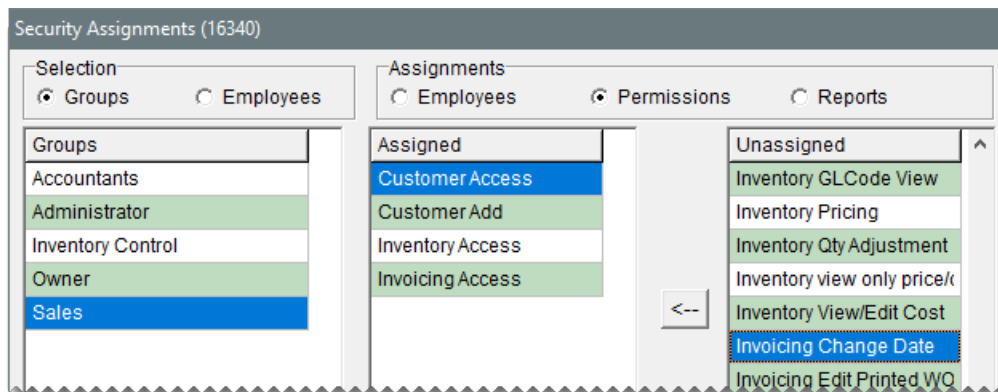 Security Assignments (16340)
Selection
Groups Employees
Assignments
Employees Permissions Reports
Groups
Accountants
Administrator
Inventory Control
Owner
Sales
Assigned
Customer Access
Customer Add
Inventory Access
Invoicing Access
<--
Unassigned
Inventory GLCode View
Inventory Pricing
Inventory Qty Adjustment
Inventory view only price/
Inventory View/Edit Cost
Invoicing Change Date
Invoicing Edit Printed WO